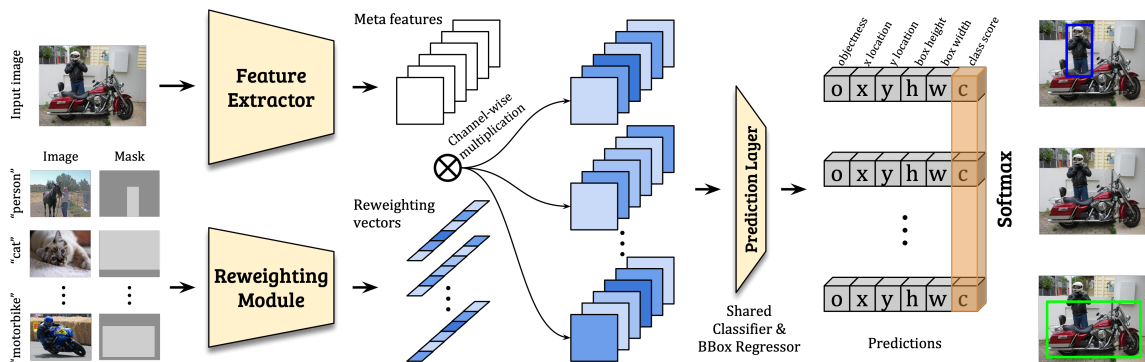 Input image
Feature
Extractor
Meta features
Channel-wise
multiplication
Image
Mask
"person"
"cat"
"motorbike"
Reweighting
Module
Reweighting
vectors
Prediction Layer
Shared
Classifier &
BBox Regressor
objectness
x location
y location
box height
box width
class score
o x y h w c
o x y h w c
o x y h w c
Softmax
Predictions